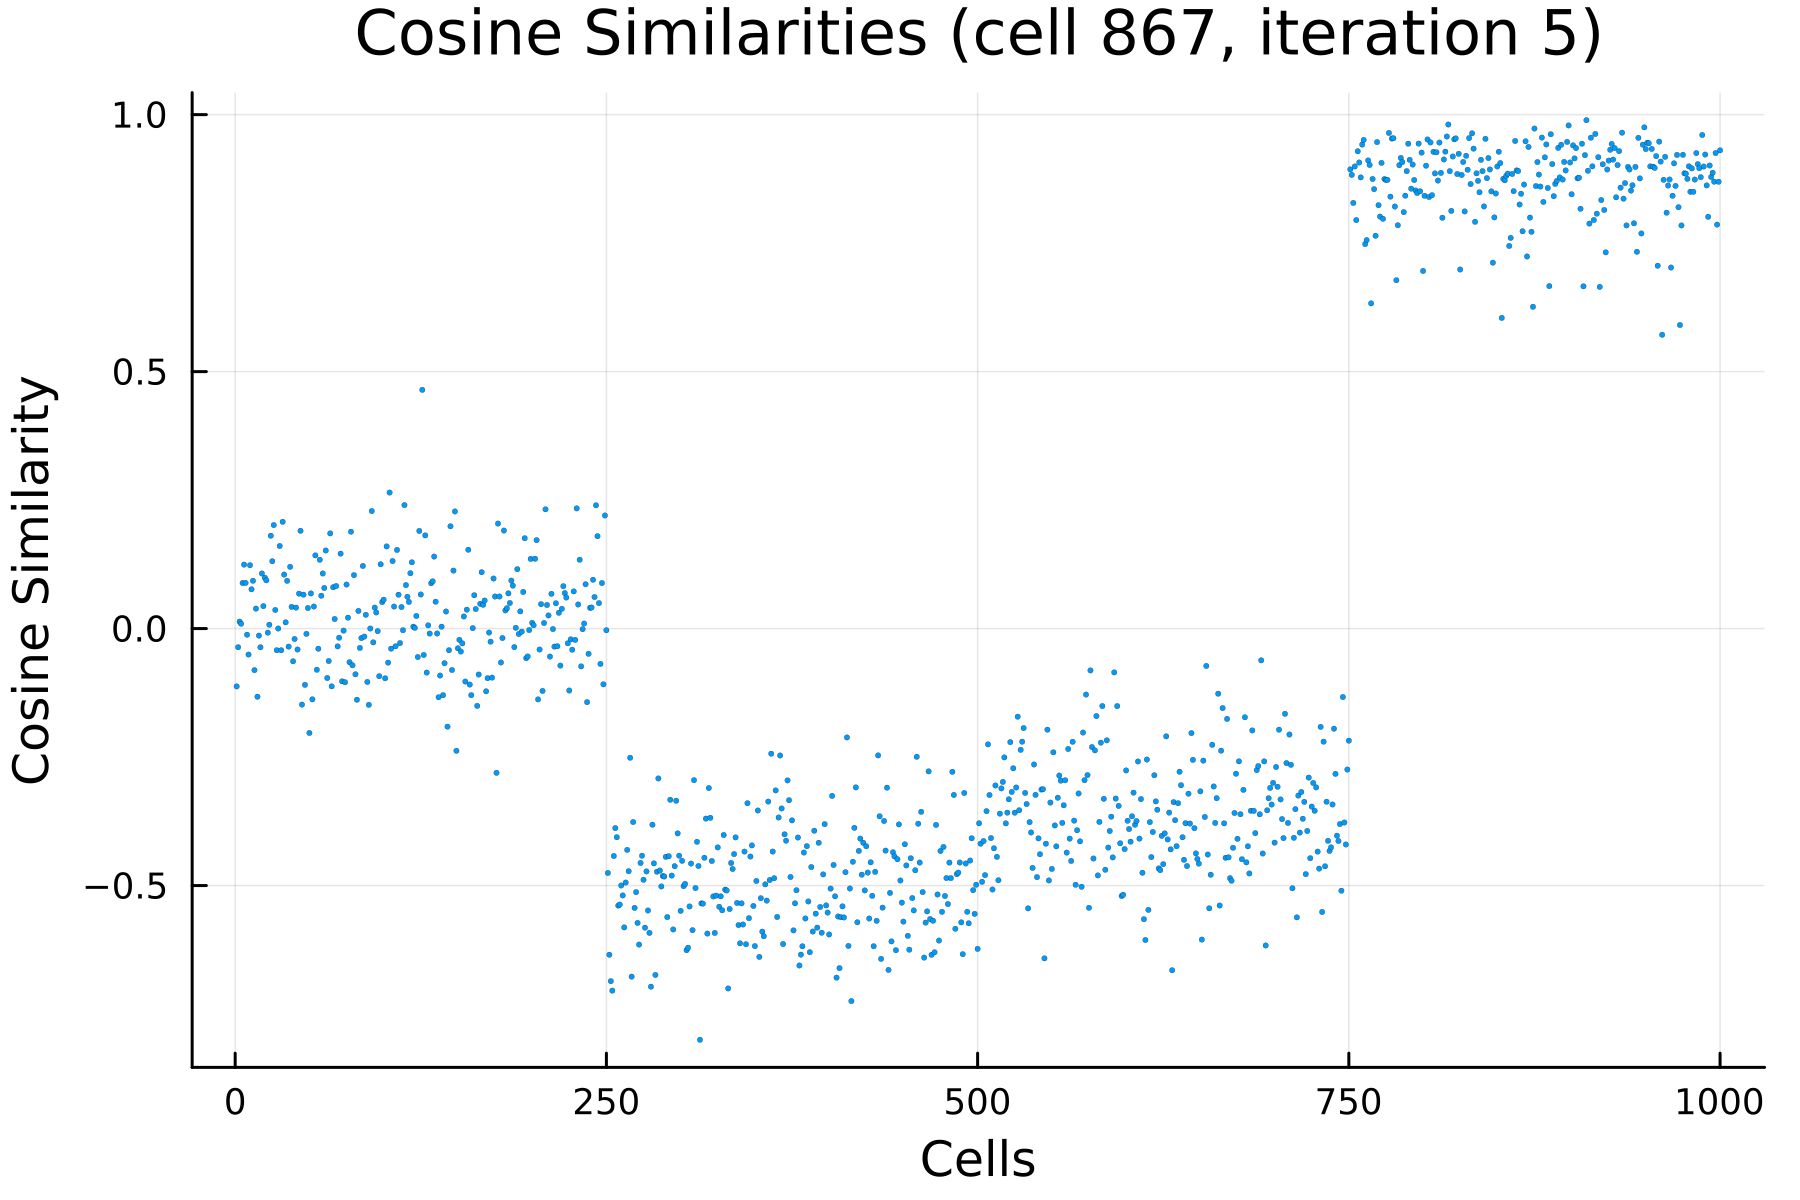 Cosine Similarities (cell 867, iteration 5)
Cosine Similarity
1.0
0.5
0.0
−0.5
0 250 500 750 1000
Cells